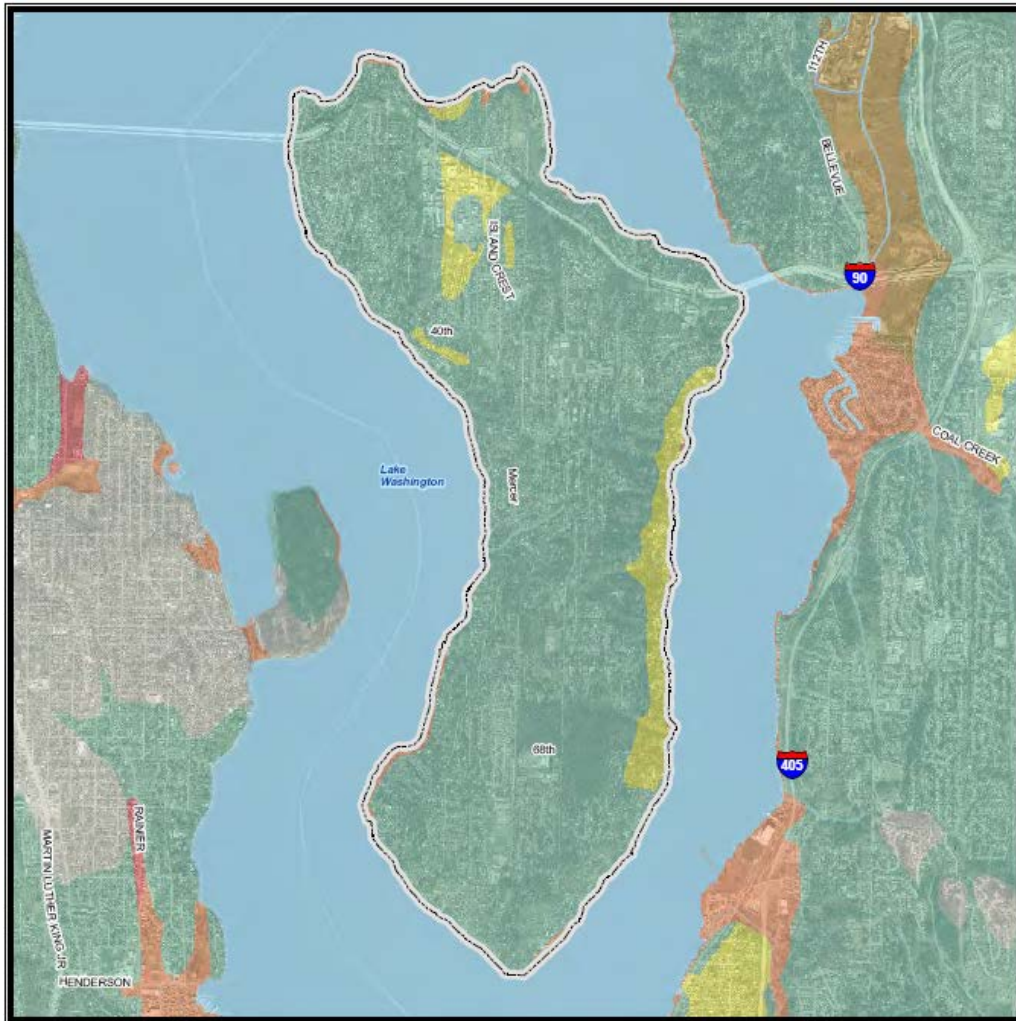 112TH
BELLEVUE
90
ISLAND CREST
40th
COAL CREEK
Lake
Washington
Mercer
68th
405
RAINIER
MARTIN LUTHER KING JR
HENDERSON